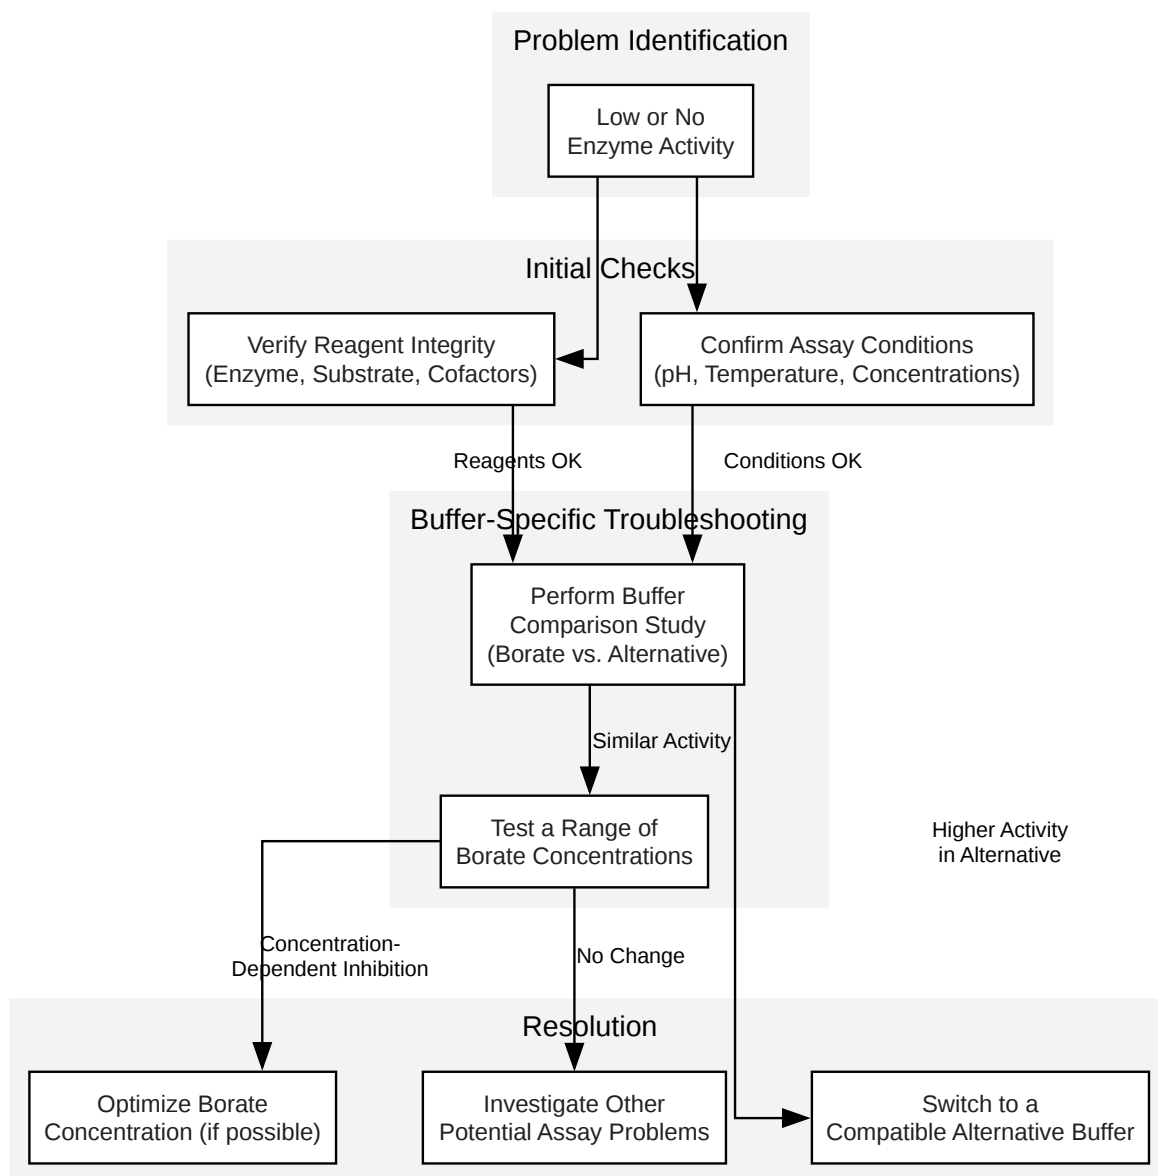 Problem Identification
Low or No
Enzyme Activity
Initial Checks
Verify Reagent Integrity
(Enzyme, Substrate, Cofactors)
Confirm Assay Conditions
(pH, Temperature, Concentrations)
Reagents OK
Conditions OK
Buffer-Specific Troubleshooting
Perform Buffer
Comparison Study
(Borate vs. Alternative)
Similar Activity
Test a Range of
Borate Concentrations
Higher Activity
in Alternative
Concentration-
Dependent Inhibition
No Change
Resolution
Optimize Borate
Concentration (if possible)
Investigate Other
Potential Assay Problems
Switch to a
Compatible Alternative Buffer